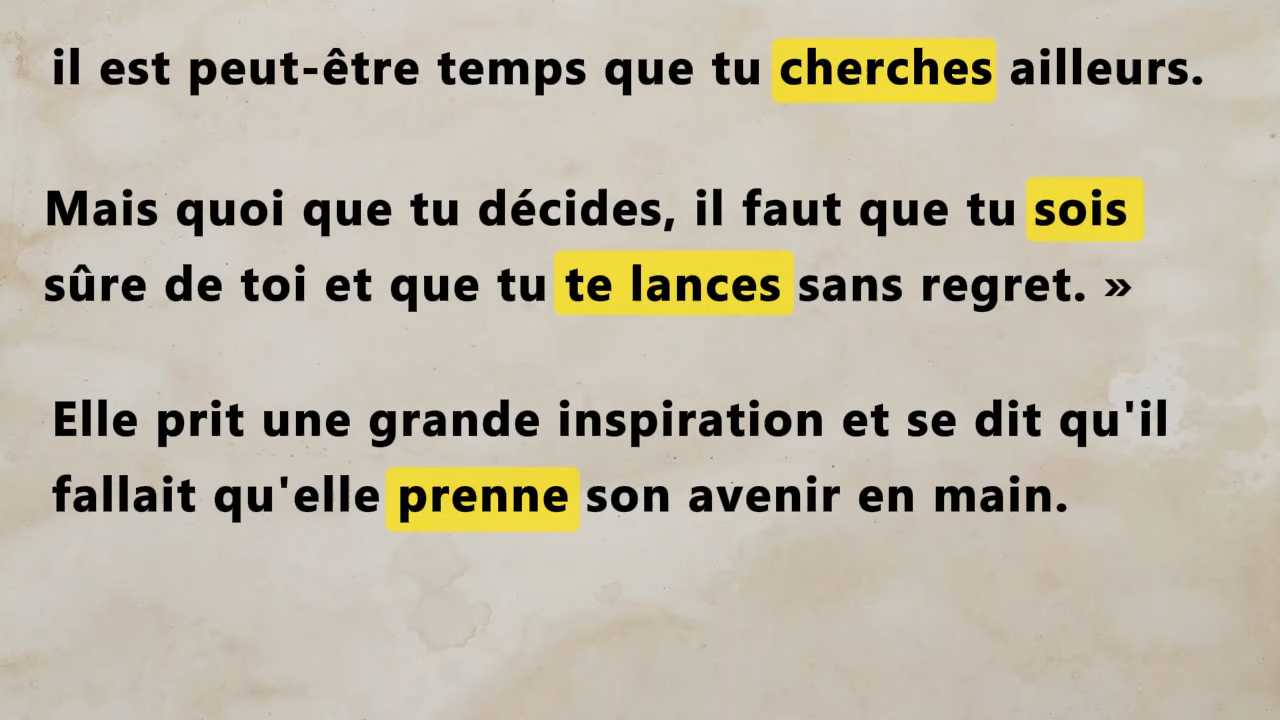 il est peut-être temps que tu cherches ailleurs.
Mais quoi que tu décides, il faut que tu sois
sûre de toi et que tu te lances sans regret. »
Elle prit une grande inspiration et se dit qu'il
fallait qu'elle prenne son avenir en main.